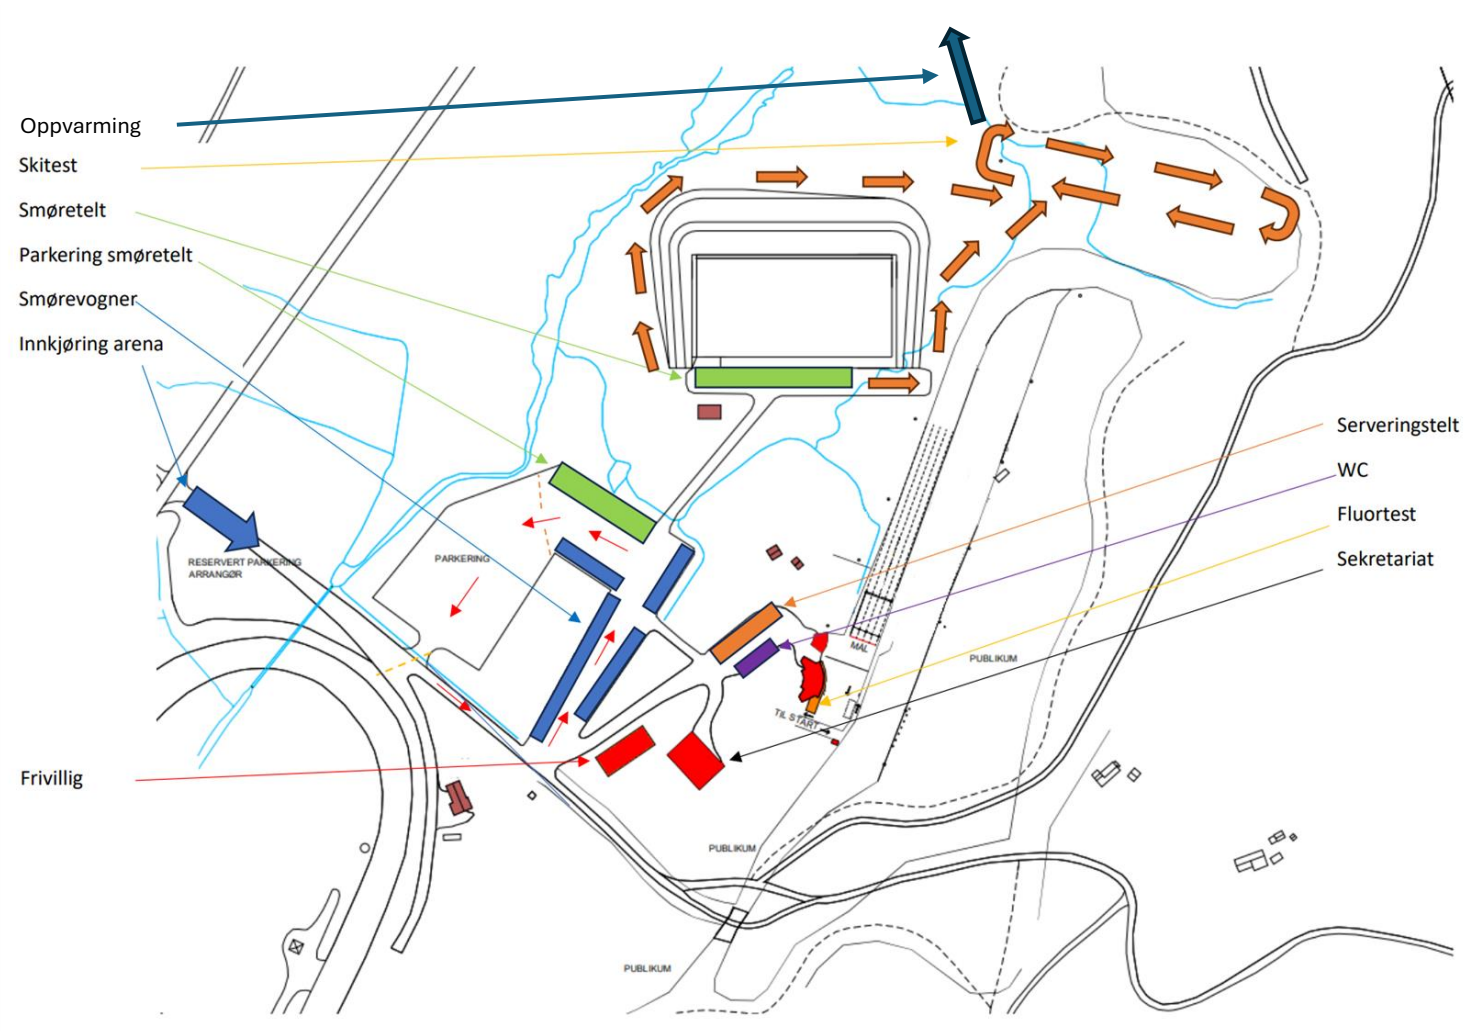 Oppvarming
Skitest
Smøretelt
Parkering smøretelt
Smørevogner
Innkjøring arena
Serveringstelt
WC
Fluortest
Sekretariat
RESERVERT PARKERING
ARRANGØR
PARKERING
MÅL
PUBLIKUM
TIL START
Frivillig
PUBLIKUM
PUBLIKUM